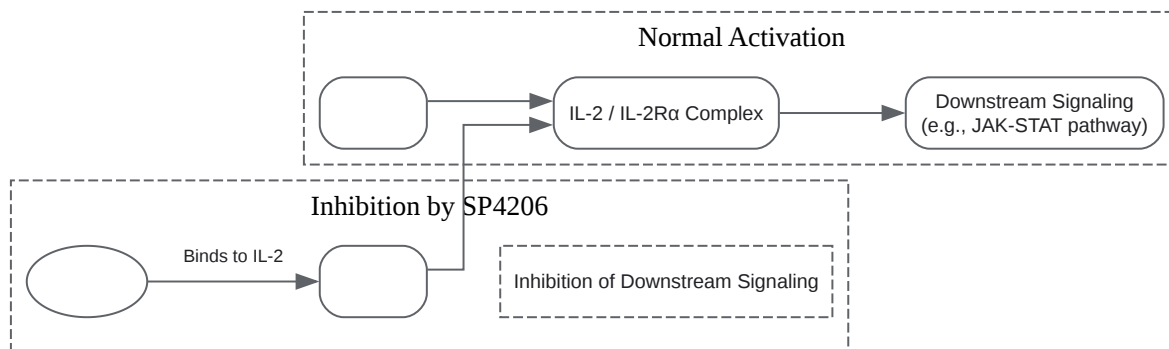 Normal Activation
IL-2 / IL-2Rα Complex
Downstream Signaling
(e.g., JAK-STAT pathway)
Inhibition by SP4206
Binds to IL-2
Inhibition of Downstream Signaling